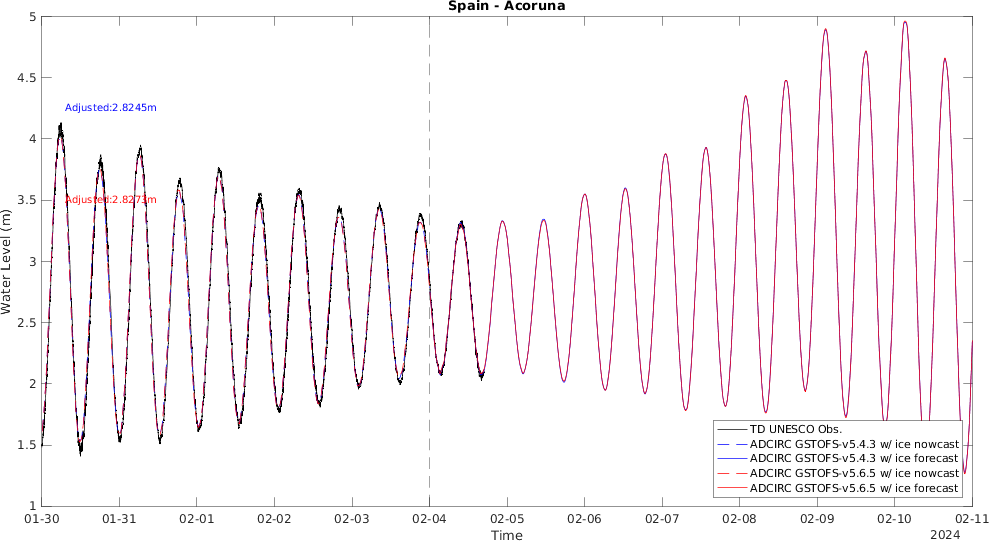 Spain - Acoruna
5
4.5
4
3.5
3
2.5
2
1.5
1
Water Level (m)
Adjusted:2.8245m
Adjusted:2.8273m
TD UNESCO Obs.
ADCIRC GSTOFS-v5.4.3 w/ ice nowcast
ADCIRC GSTOFS-v5.4.3 w/ ice forecast
ADCIRC GSTOFS-v5.6.5 w/ ice nowcast
ADCIRC GSTOFS-v5.6.5 w/ ice forecast
01-30 01-31 02-01 02-02 02-03 02-04 02-05 02-06 02-07 02-08 02-09 02-10 02-11
Time
2024